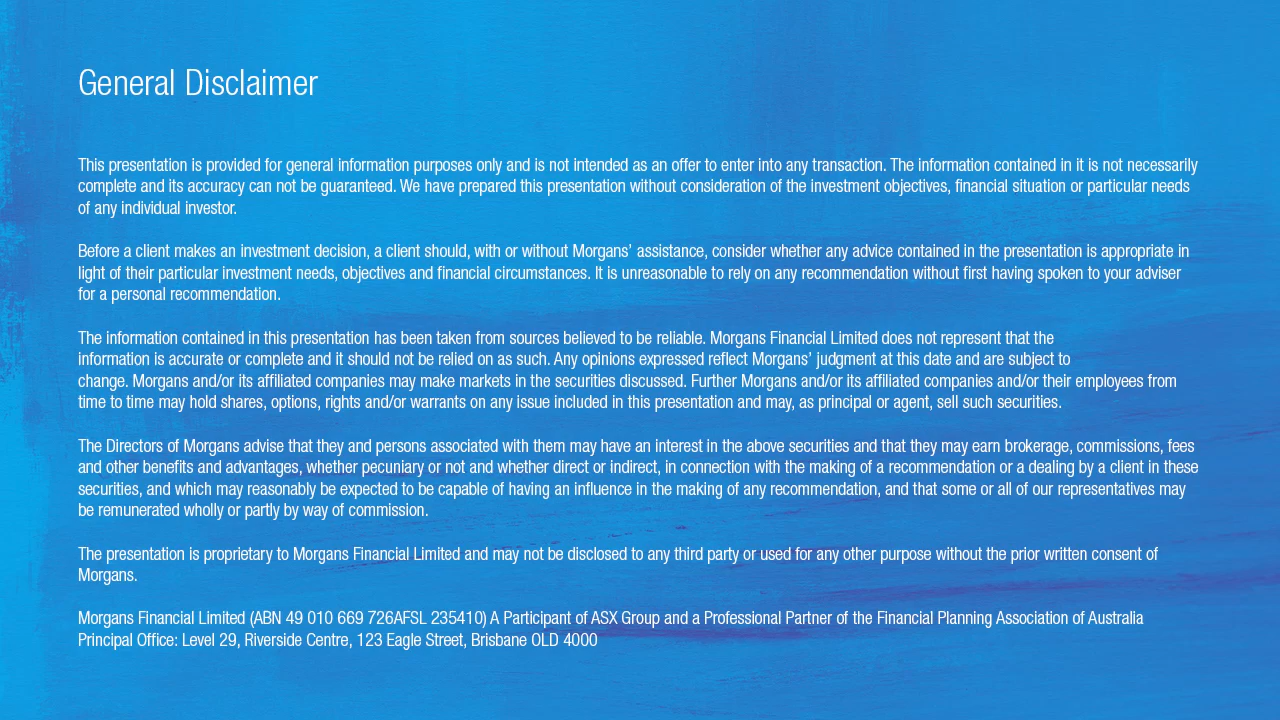 General Disclaimer
This presentation is provided for general information purposes only and is not intended as an offer to enter into any transaction. The information contained in it is not necessarily
complete and its accuracy can not be guaranteed. We have prepared this presentation without consideration of the investment objectives, financial situation or particular needs
of any individual investor.
Before a client makes an investment decision, a client should, with or without Morgans’ assistance, consider whether any advice contained in the presentation is appropriate in
light of their particular investment needs, objectives and financial circumstances. It is unreasonable to rely on any recommendation without first having spoken to your adviser
for a personal recommendation.
The information contained in this presentation has been taken from sources believed to be reliable. Morgans Financial Limited does not represent that the
information is accurate or complete and it should not be relied on as such. Any opinions expressed reflect Morgans’ judgment at this date and are subject to
change. Morgans and/or its affiliated companies may make markets in the securities discussed. Further Morgans and/or its affiliated companies and/or their employees from
time to time may hold shares, options, rights and/or warrants on any issue included in this presentation and may, as principal or agent, sell such securities.
The Directors of Morgans advise that they and persons associated with them may have an interest in the above securities and that they may earn brokerage, commissions, fees
and other benefits and advantages, whether pecuniary or not and whether direct or indirect, in connection with the making of a recommendation or a dealing by a client in these
securities, and which may reasonably be expected to be capable of having an influence in the making of any recommendation, and that some or all of our representatives may
be remunerated wholly or partly by way of commission.
The presentation is proprietary to Morgans Financial Limited and may not be disclosed to any third party or used for any other purpose without the prior written consent of
Morgans.
Morgans Financial Limited (ABN 49 010 669 726AFSL 235410) A Participant of ASX Group and a Professional Partner of the Financial Planning Association of Australia
Principal Office: Level 29, Riverside Centre, 123 Eagle Street, Brisbane OLD 4000